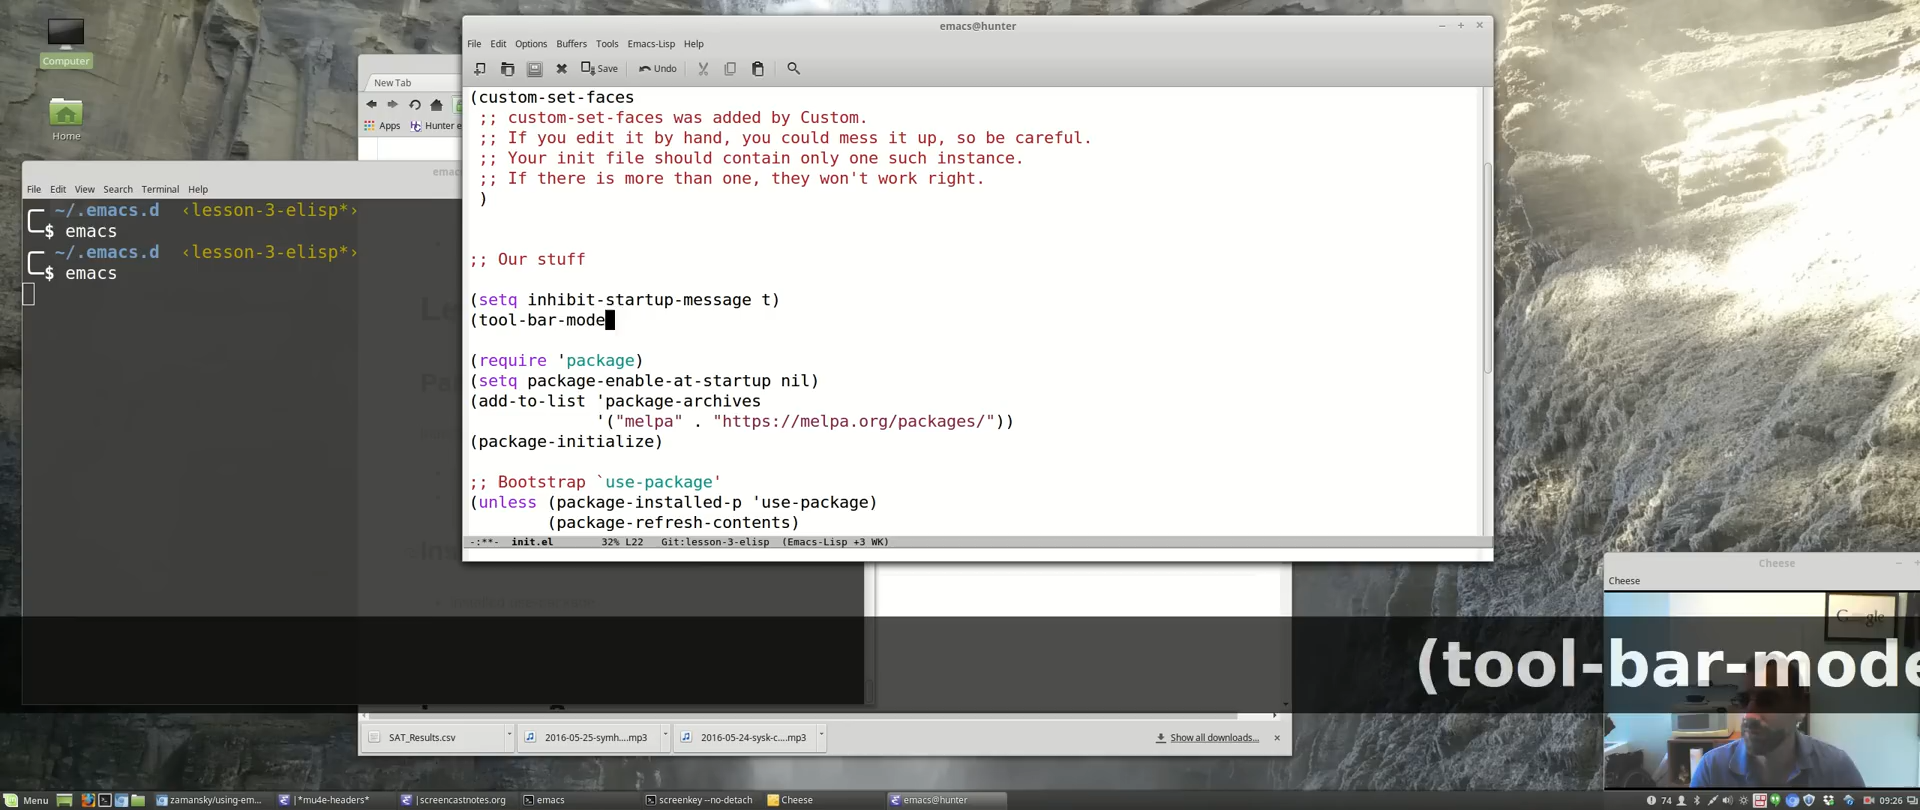 Computer
Home
New Tab
Apps
Hunter e
emacs@hunter
File Edit Options Buffers Tools Emacs-Lisp Help
Save Undo
(custom-set-faces
;; custom-set-faces was added by Custom.
;; If you edit it by hand, you could mess it up, so be careful.
;; Your init file should contain only one such instance.
;; If there is more than one, they won't work right.
)
;; Our stuff
(setq inhibit-startup-message t)
(tool-bar-mode
(require 'package)
(setq package-enable-at-startup nil)
(add-to-list 'package-archives
'("melpa" . "https://melpa.org/packages/"))
(package-initialize)
;; Bootstrap `use-package'
(unless (package-installed-p 'use-package)
(package-refresh-contents)
-:**- init.el 32% L22 Git:lesson-3-elisp (Emacs-Lisp +3 WK)
emac
File Edit View Search Terminal Help
~/.emacs.d ‹lesson-3-elisp*›
$ emacs
~/.emacs.d ‹lesson-3-elisp*›
$ emacs
installed use-package
Cheese
Cheese
Google
(tool-bar-mode
SAT_Results.csv
2016-05-25-symh....mp3
2016-05-24-sysk-c....mp3
Show all downloads...
Menu
zamansky/using-em...
|*mu4e-headers*
|screencastnotes.org
emacs
screenkey --no-detach
Cheese
emacs@hunter
74
09:26